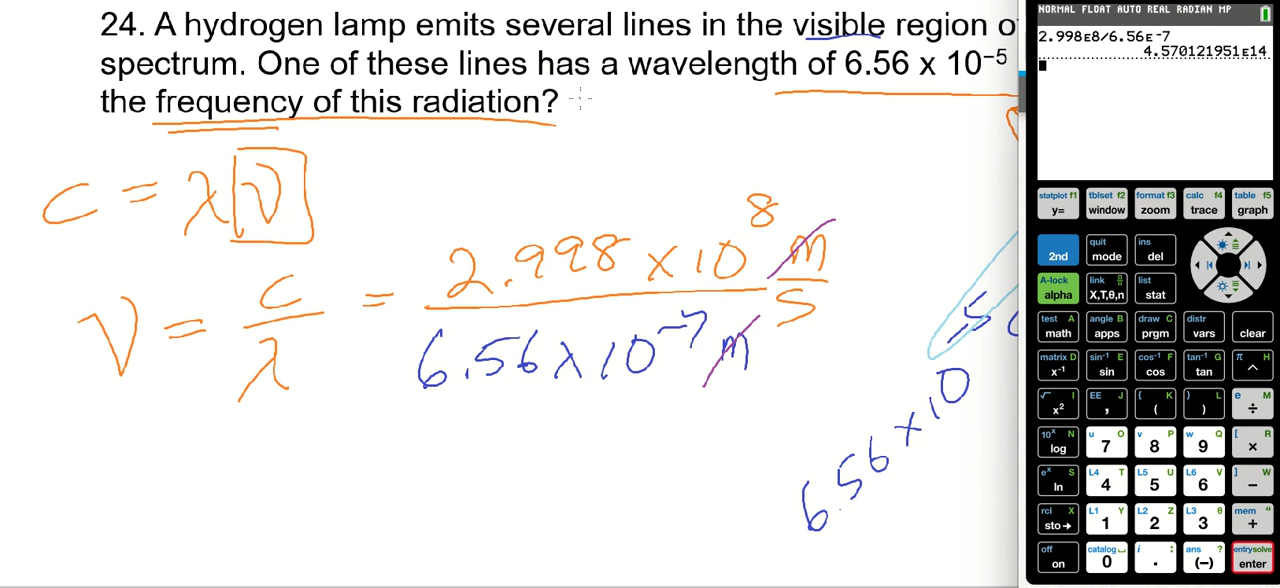 24. A hydrogen lamp emits several lines in the visible region o
spectrum. One of these lines has a wavelength of 6.56 x 10⁻⁵
the frequency of this radiation?
c = λν
ν = c/λ = 2.998 × 10⁸ m/s
6.56 × 10⁻⁷ m
6.56 × 10⁻⁵ c
NORMAL FLOAT AUTO REAL RADIAN MP
2.998E8/6.56E-7
4.570121951E14
statplot f1 tblset f2 format f3 calc f4 table f5
y= window zoom trace graph
quit ins
2nd mode del
A-lock link list
alpha X,T,θ,n stat
test A angle B draw C distr
math apps prgm vars clear
matrix D sin⁻¹ E cos⁻¹ F tan⁻¹ G π H
x⁻¹ sin cos tan ^
√ I EE J { K } L e M
x² , ( ) ÷
10ˣ N u O v P w Q [ R
log 7 8 9 ×
eˣ S L4 T L5 U L6 V ] W
ln 4 5 6 −
rcl X L1 Y L2 Z L3 θ mem "
sto→ 1 2 3 +
off catalog i : ans ? entry solve
on 0 . (−) enter